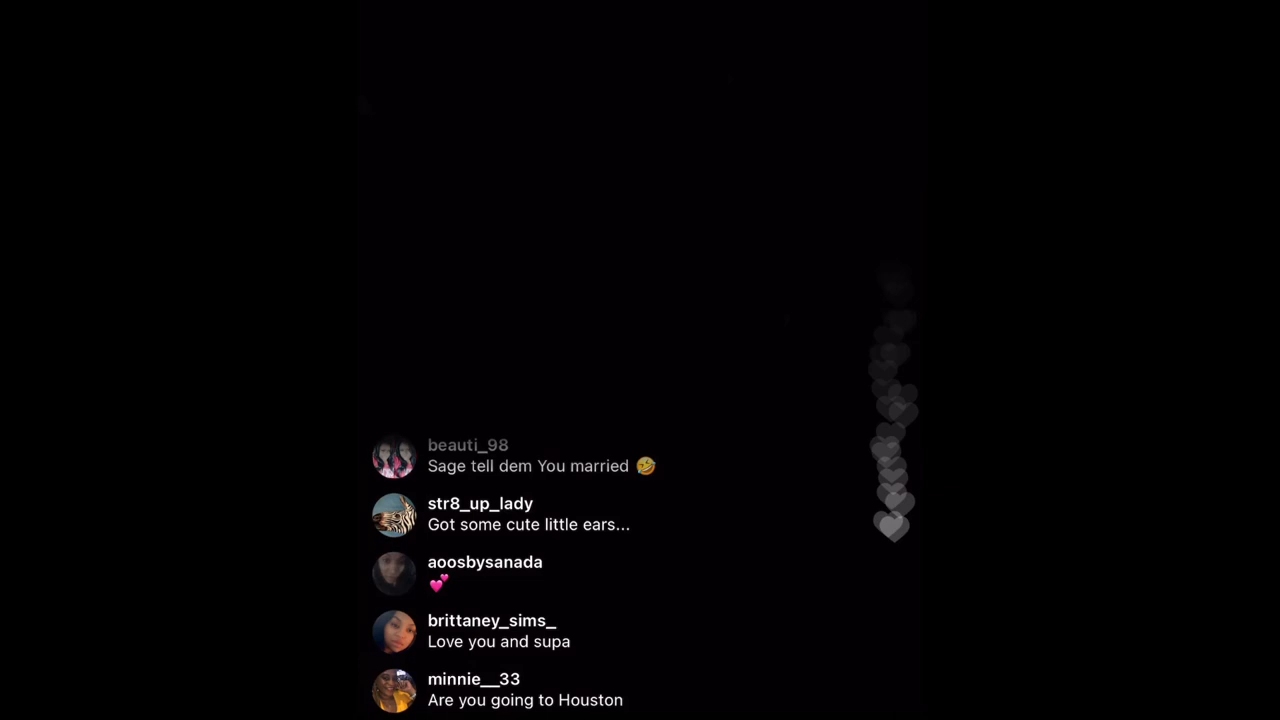 beauti_98
Sage tell dem You married 🤣
str8_up_lady
Got some cute little ears...
aoosbysanada
💕
brittaney_sims_
Love you and supa
minnie__33
Are you going to Houston